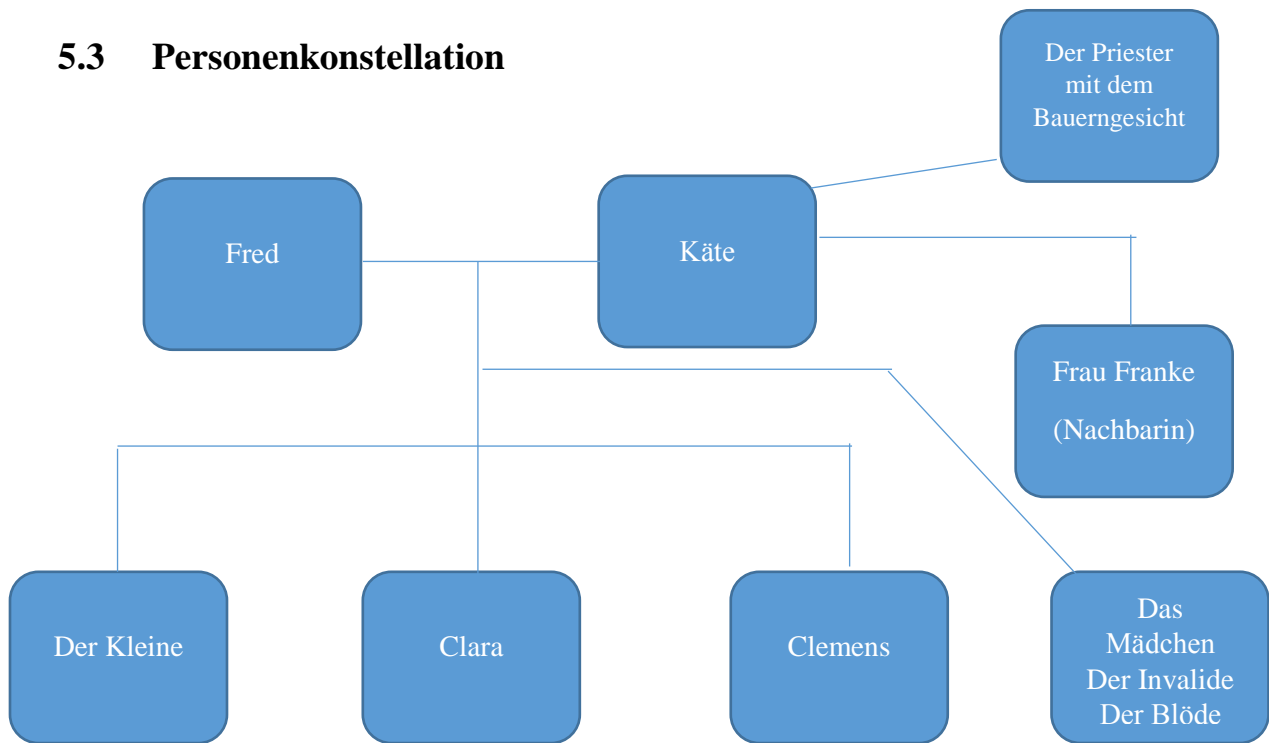 5.3 Personenkonstellation
Der Priester
mit dem
Bauerngesicht
Fred
Käte
Frau Franke
(Nachbarin)
Der Kleine
Clara
Clemens
Das
Mädchen
Der Invalide
Der Blöde